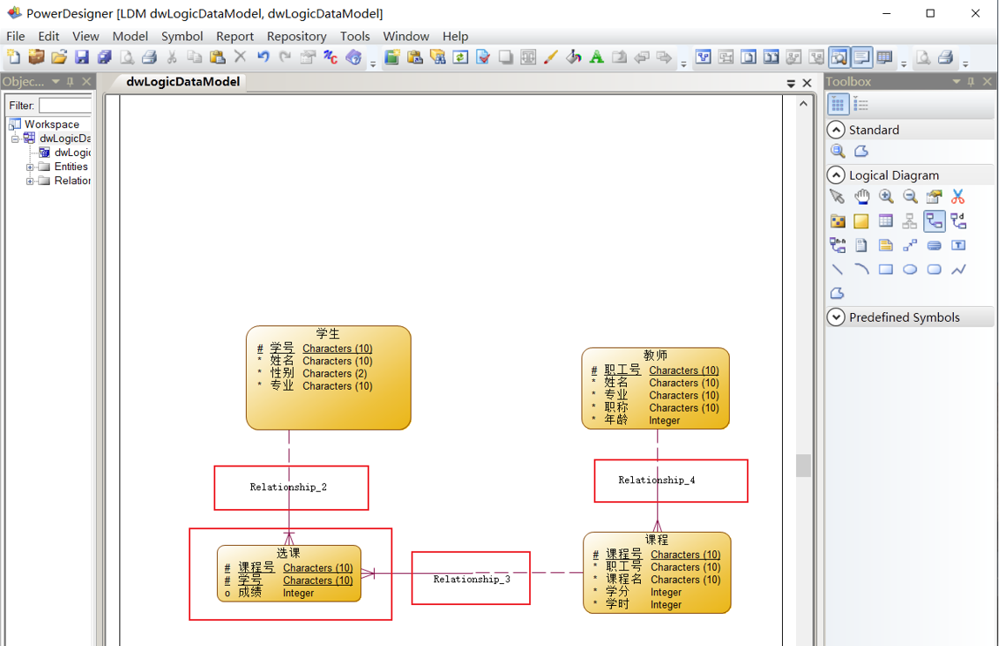 PowerDesigner [LDM dwLogicDataModel, dwLogicDataModel]
File Edit View Model Symbol Report Repository Tools Window Help
Objec...
dwLogicDataModel
Toolbox
Filter:
Workspace
dwLogicDa
dwLogic
Entities
Relation
Standard
Logical Diagram
Predefined Symbols
学生
# 学号 Characters (10)
* 姓名 Characters (10)
* 性别 Characters (2)
* 专业 Characters (10)
教师
# 职工号 Characters (10)
* 姓名 Characters (10)
* 专业 Characters (10)
* 职称 Characters (10)
* 年龄 Integer
Relationship_2
Relationship_4
选课
# 课程号 Characters (10)
# 学号 Characters (10)
o 成绩 Integer
Relationship_3
课程
# 课程号 Characters (10)
* 职工号 Characters (10)
* 课程名 Characters (10)
* 学分 Integer
* 学时 Integer